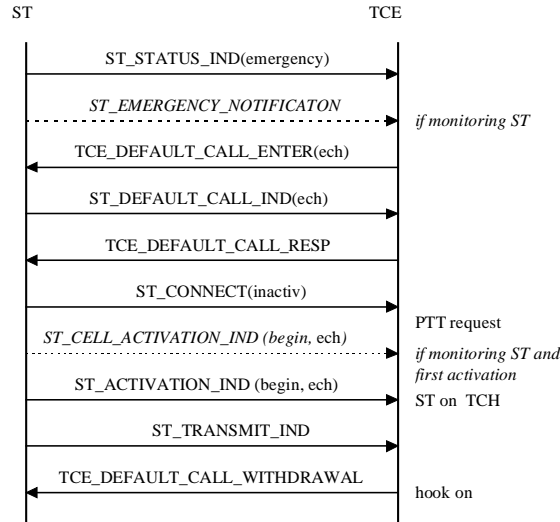 ST TCE
ST_STATUS_IND(emergency)
ST_EMERGENCY_NOTIFICATON
if monitoring ST
TCE_DEFAULT_CALL_ENTER(ech)
ST_DEFAULT_CALL_IND(ech)
TCE_DEFAULT_CALL_RESP
ST_CONNECT(inactiv)
PTT request
ST_CELL_ACTIVATION_IND (begin, ech)
if monitoring ST and
first activation
ST_ACTIVATION_IND (begin, ech)
ST on TCH
ST_TRANSMIT_IND
TCE_DEFAULT_CALL_WITHDRAWAL
hook on